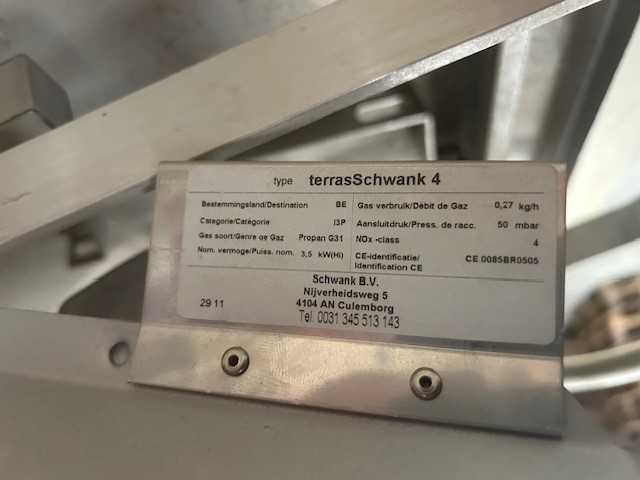 type terrasSchwank 4
Bestemmingsland/Destination BE
Categorie/Catégorie I3P
Gas soort/Genre de Gaz Propan G31
Nom. vermoge/Puiss. nom. 3,5 kW(Hi)
Gas verbruik/Débit de Gaz 0,27 kg/h
Aansluitdruk/Press. de racc. 50 mbar
NOx -class 4
CE-identificatie/
Identification CE CE 0085BR0505
Schwank B.V.
Nijverheidsweg 5
29 11 4104 AN Culemborg
Tel. 0031 345 513 143